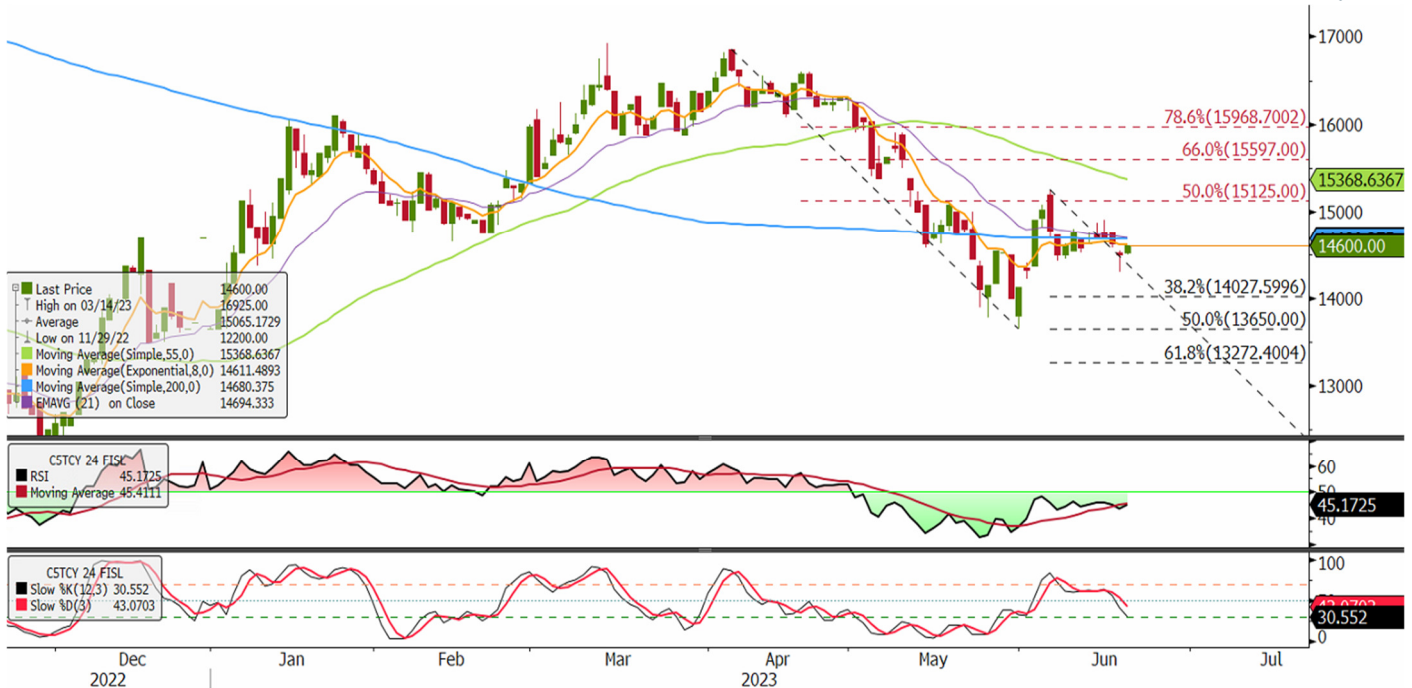 17000
78.6%(15968.7002)
16000
66.0%(15597.00)
15368.6367
50.0%(15125.00)
15000
14600.00
38.2%(14027.5996)
14000
50.0%(13650.00)
61.8%(13272.4004)
13000
Last Price 14600.00
High on 03/14/23 16925.00
Average 15065.1729
Low on 11/29/22 12200.00
Moving Average(Simple,55,0) 15368.6367
Moving Average(Exponential,8,0) 14611.4893
Moving Average(Simple,200,0) 14680.375
EMAVG (21) on Close 14694.333
C5TCY 24 FISL
RSI 45.1725
Moving Average 45.4111
60
50
45.1725
40
C5TCY 24 FISL
Slow %K(12,3) 30.552
Slow %D(3) 43.0703
100
43.0703
30.552
0
Dec Jan Feb Mar Apr May Jun Jul
2022 2023